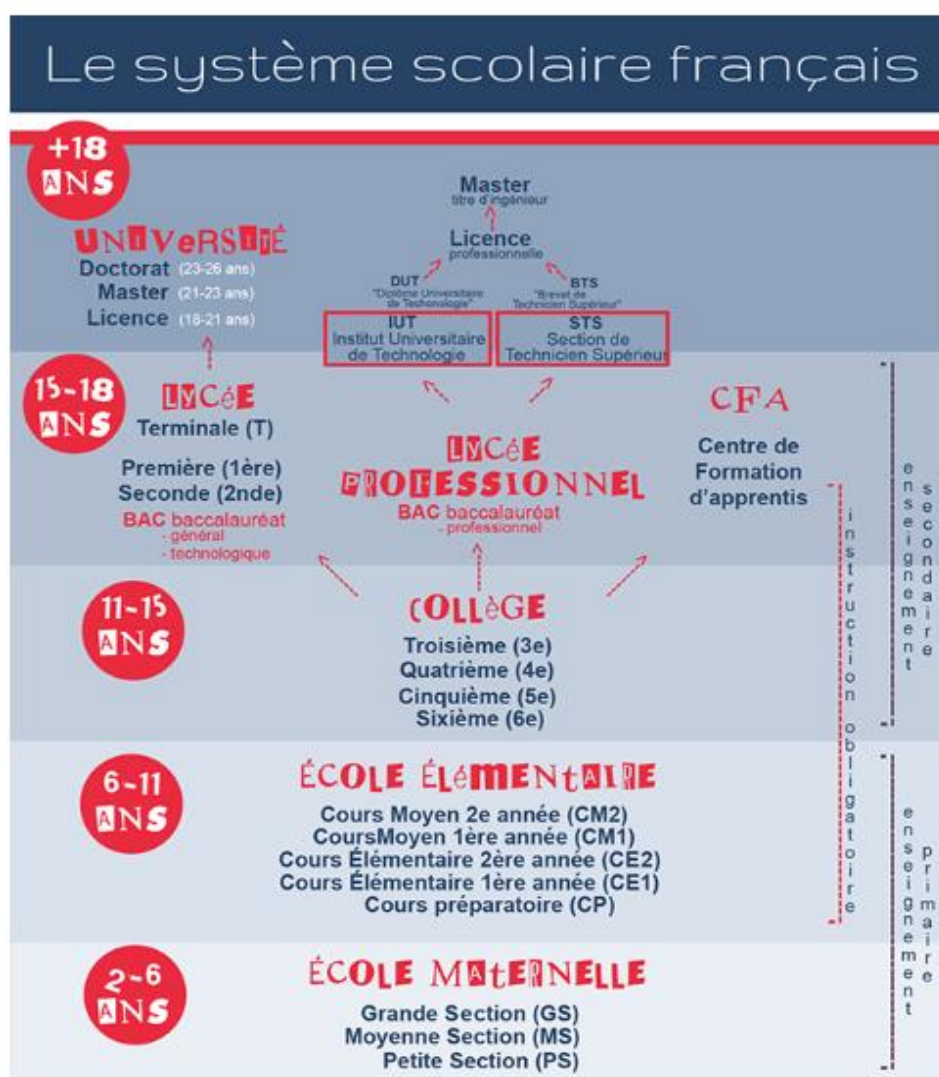 Le système scolaire français
+18
ANS
UNIVERSITÉ
Doctorat (23-26 ans)
Master (21-23 ans)
Licence (18-21 ans)
Master
titre d'ingénieur
Licence
professionnelle
DUT
"Diplôme Universitaire
de Techonologie"
IUT
Institut Universitaire
de Technologie
BTS
"Brevet de
Technicien Supérieur"
STS
Section de
Technicien Supérieur
15-18
ANS
LYCÉE
Terminale (T)
Première (1ère)
Seconde (2nde)
BAC baccalauréat
- général
- technologique
LYCÉE
PROFESSIONNEL
BAC baccalauréat
- professionnel
CFA
Centre de
Formation
d'apprentis
11-15
ANS
COLLÈGE
Troisième (3e)
Quatrième (4e)
Cinquième (5e)
Sixième (6e)
6-11
ANS
ÉCOLE ÉLÉMENTAIRE
Cours Moyen 2e année (CM2)
CoursMoyen 1ère année (CM1)
Cours Élémentaire 2ère année (CE2)
Cours Élémentaire 1ère année (CE1)
Cours préparatoire (CP)
2-6
ANS
ÉCOLE MATERNELLE
Grande Section (GS)
Moyenne Section (MS)
Petite Section (PS)
instruction obligatoire
enseignement
secondaire
enseignement
primaire